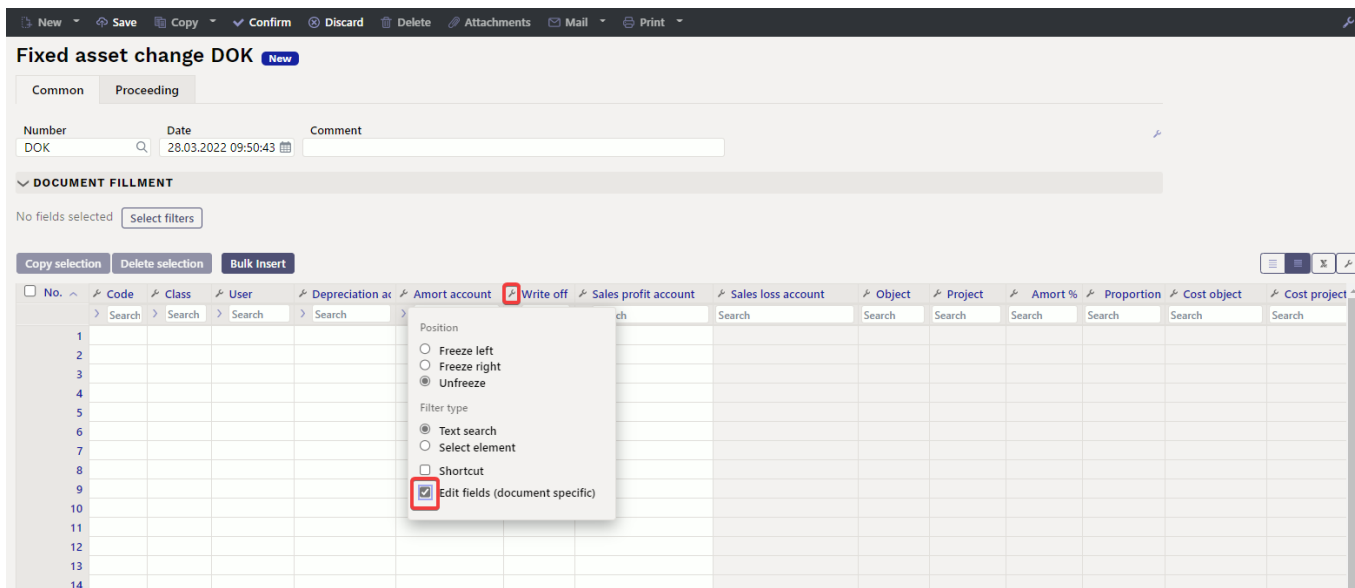 New Save Copy Confirm Discard Delete Attachments Mail Print
Fixed asset change DOK New
Common Proceeding
Number Date Comment
DOK 28.03.2022 09:50:43
DOCUMENT FILLMENT
No fields selected Select filters
Copy selection Delete selection Bulk Insert
No. Code Class User Depreciation ac Amort account Write off Sales profit account Sales loss account Object Project Amort % Proportion Cost object Cost project
Search Search Search Search ch Search Search Search Search Search Search Search
Position
1
Freeze left
2
Freeze right
3
Unfreeze
4
Filter type
5
Text search
6
Select element
7
Shortcut
8
Edit fields (document specific)
9
10
11
12
13
14